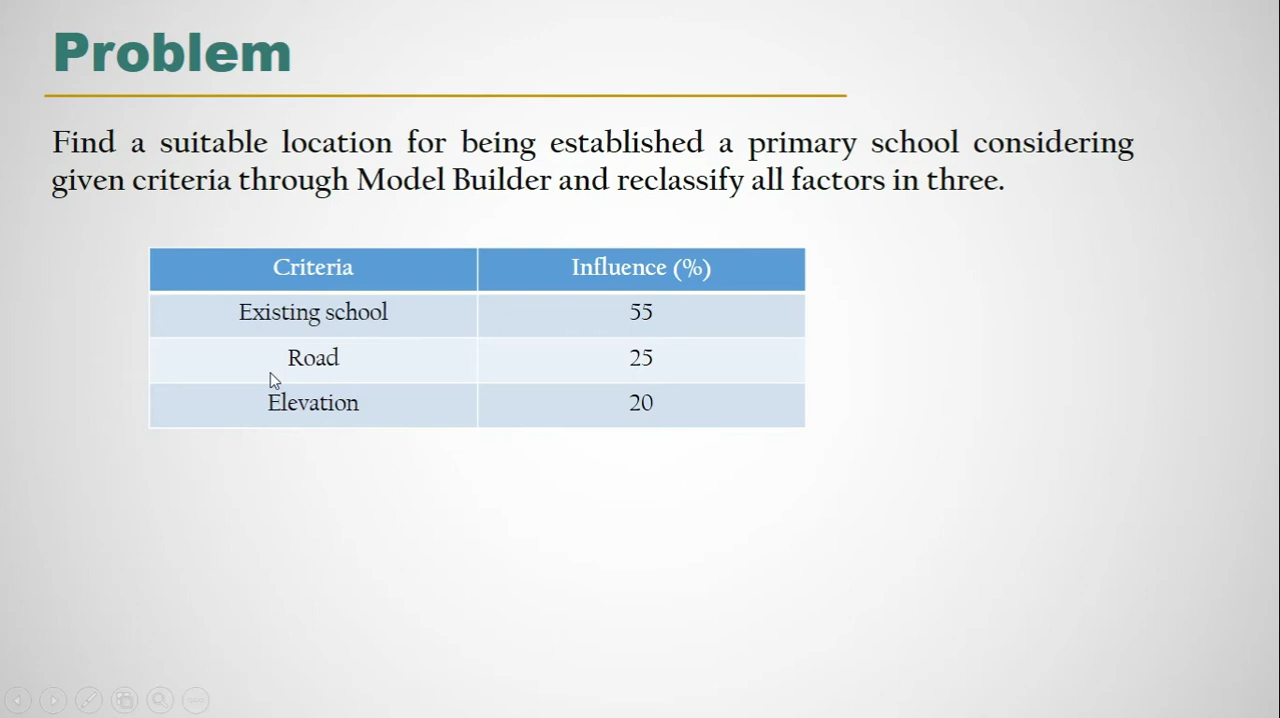 Problem
Find a suitable location for being established a primary school considering
given criteria through Model Builder and reclassify all factors in three.
Criteria Influence (%)
Existing school 55
Road 25
Elevation 20